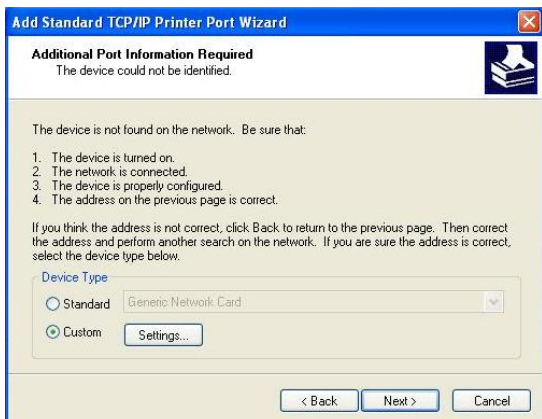 Add Standard TCP/IP Printer Port Wizard
Additional Port Information Required
The device could not be identified.
The device is not found on the network. Be sure that:
1. The device is turned on.
2. The network is connected.
3. The device is properly configured.
4. The address on the previous page is correct.
If you think the address is not correct, click Back to return to the previous page. Then correct
the address and perform another search on the network. If you are sure the address is correct,
select the device type below.
Device Type
Standard Generic Network Card
Custom Settings...
< Back Next > Cancel